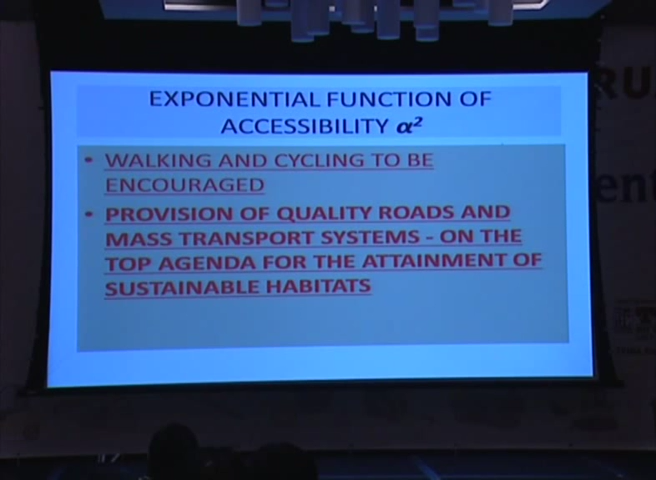 EXPONENTIAL FUNCTION OF
ACCESSIBILITY α²
• WALKING AND CYCLING TO BE
ENCOURAGED
• PROVISION OF QUALITY ROADS AND
MASS TRANSPORT SYSTEMS - ON THE
TOP AGENDA FOR THE ATTAINMENT OF
SUSTAINABLE HABITATS